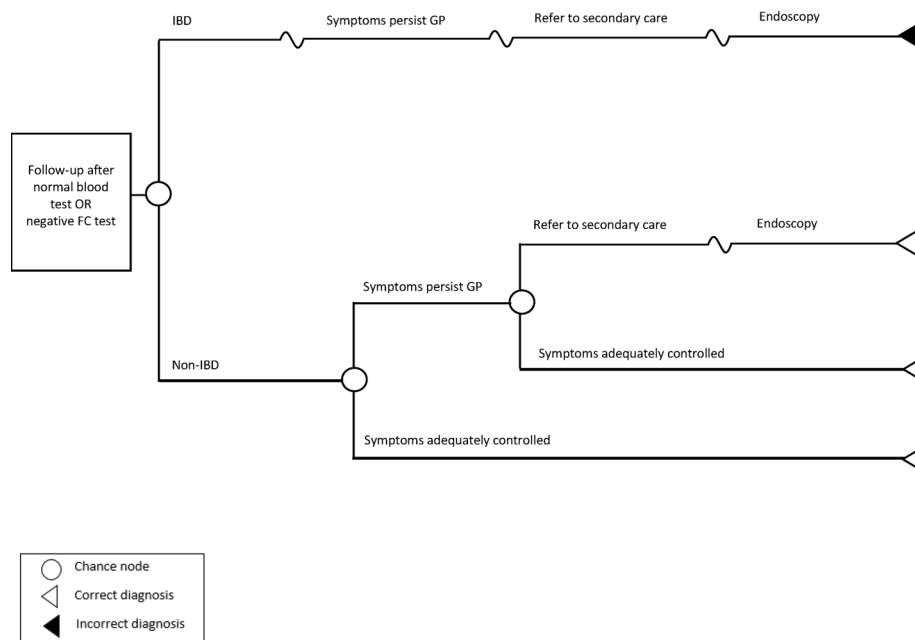 IBD
Symptoms persist GP
Refer to secondary care
Endoscopy
Follow-up after
normal blood
test OR
negative FC test
Refer to secondary care
Endoscopy
Symptoms persist GP
Symptoms adequately controlled
Non-IBD
Symptoms adequately controlled
Chance node
Correct diagnosis
Incorrect diagnosis